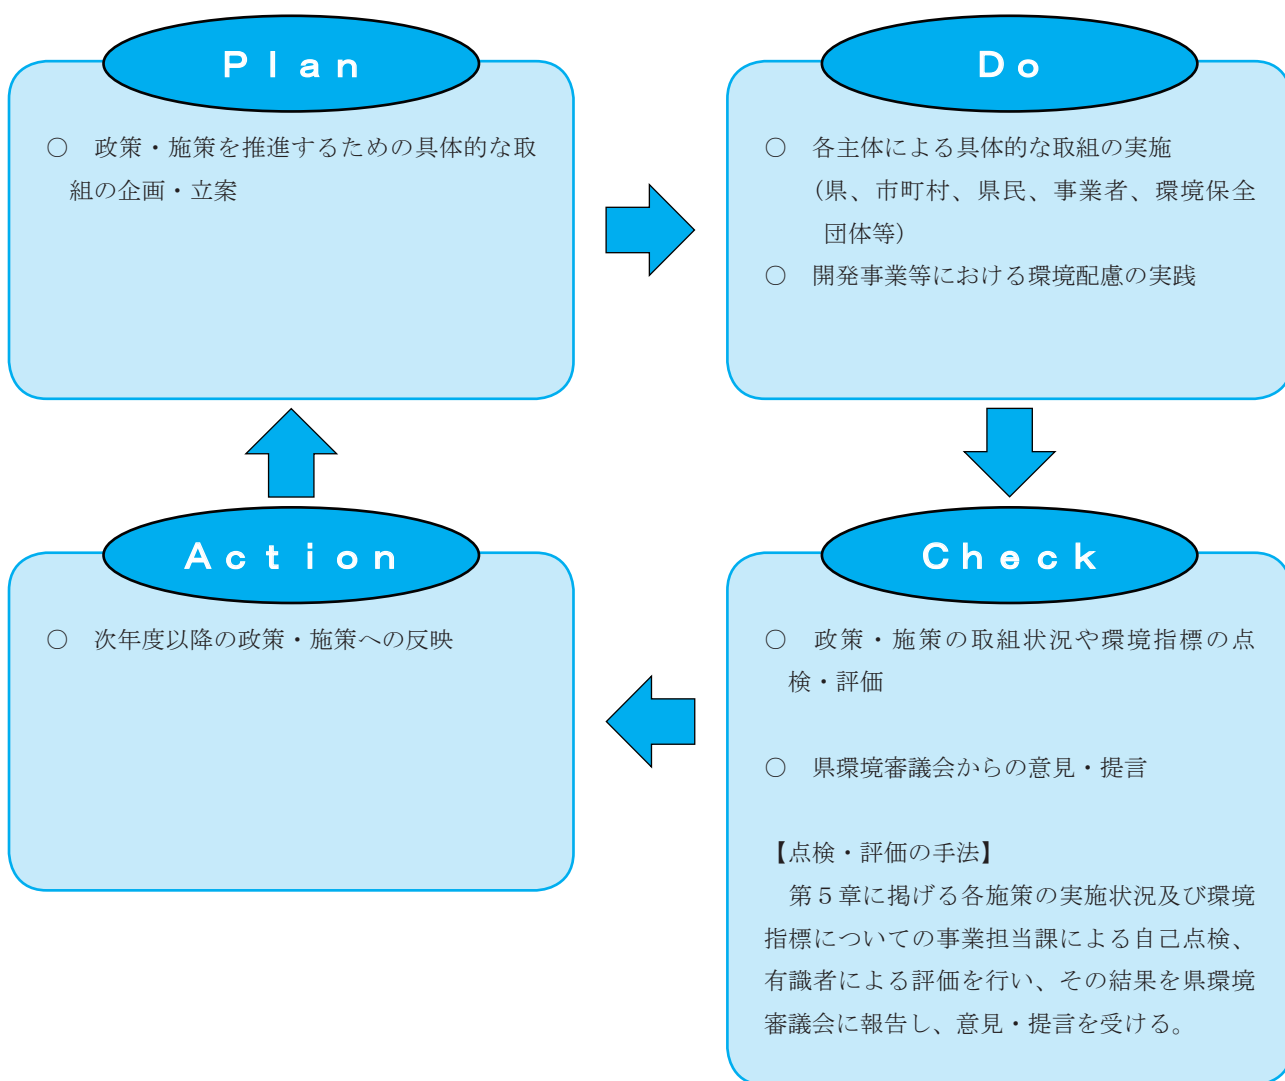 Ｐｌａｎ
○　政策・施策を推進するための具体的な取
組の企画・立案
Ｄｏ
○　各主体による具体的な取組の実施
（県、市町村、県民、事業者、環境保全
団体等）
○　開発事業等における環境配慮の実践
Ｃｈｅｃｋ
○　政策・施策の取組状況や環境指標の点
検・評価
○　県環境審議会からの意見・提言
【点検・評価の手法】
　第５章に掲げる各施策の実施状況及び環境
指標についての事業担当課による自己点検、
有識者による評価を行い、その結果を県環境
審議会に報告し、意見・提言を受ける。
Ａｃｔｉｏｎ
○　次年度以降の政策・施策への反映